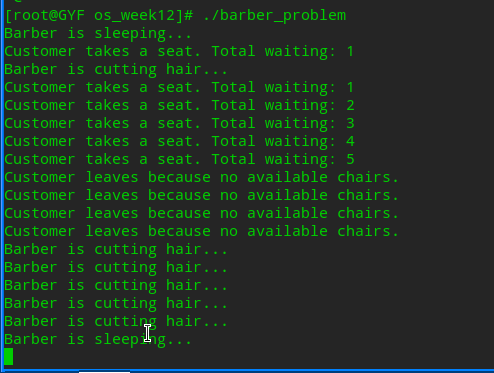 [root@GYF os_week12]# ./barber_problem
Barber is sleeping...
Customer takes a seat. Total waiting: 1
Barber is cutting hair...
Customer takes a seat. Total waiting: 1
Customer takes a seat. Total waiting: 2
Customer takes a seat. Total waiting: 3
Customer takes a seat. Total waiting: 4
Customer takes a seat. Total waiting: 5
Customer leaves because no available chairs.
Customer leaves because no available chairs.
Customer leaves because no available chairs.
Customer leaves because no available chairs.
Barber is cutting hair...
Barber is cutting hair...
Barber is cutting hair...
Barber is cutting hair...
Barber is cutting hair...
Barber is sleeping...